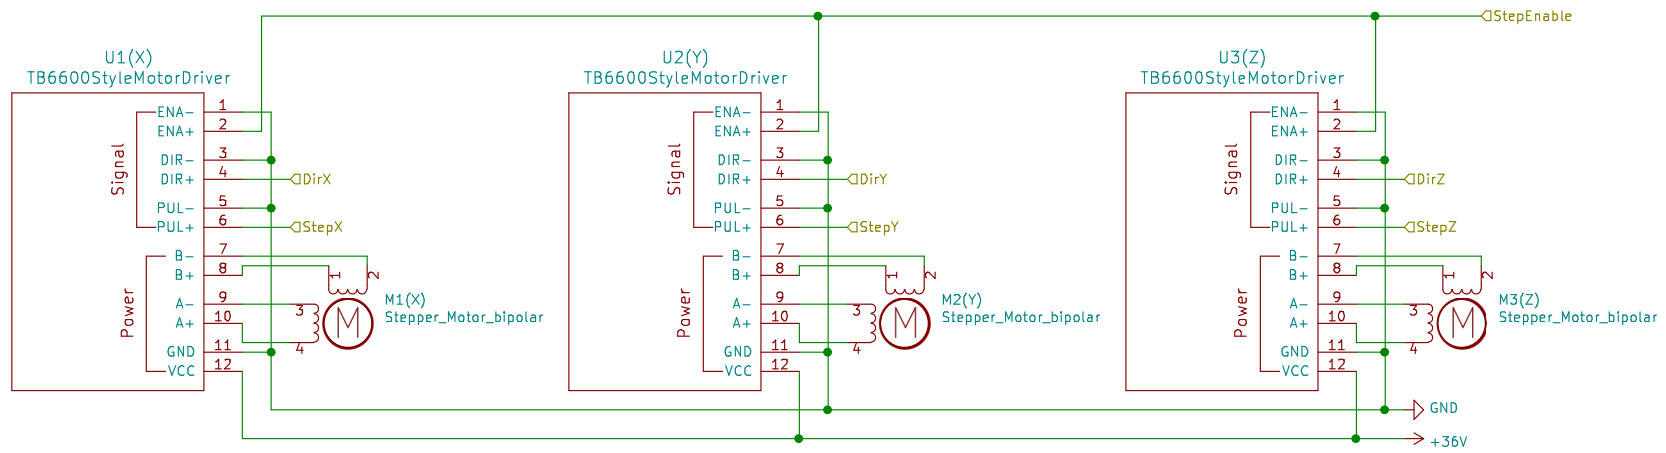 StepEnable
U1(X)
TB6600StyleMotorDriver
Signal
ENA- 1
ENA+ 2
DIR- 3
DIR+ 4
DirX
PUL- 5
PUL+ 6
StepX
Power
B- 7
B+ 8
1 2
A- 9
A+ 10
3
4
M
M1(X)
Stepper_Motor_bipolar
GND 11
VCC 12
U2(Y)
TB6600StyleMotorDriver
Signal
ENA- 1
ENA+ 2
DIR- 3
DIR+ 4
DirY
PUL- 5
PUL+ 6
StepY
Power
B- 7
B+ 8
1 2
A- 9
A+ 10
3
4
M
M2(Y)
Stepper_Motor_bipolar
GND 11
VCC 12
U3(Z)
TB6600StyleMotorDriver
Signal
ENA- 1
ENA+ 2
DIR- 3
DIR+ 4
DirZ
PUL- 5
PUL+ 6
StepZ
Power
B- 7
B+ 8
1 2
A- 9
A+ 10
3
4
M
M3(Z)
Stepper_Motor_bipolar
GND 11
VCC 12
GND
+36V